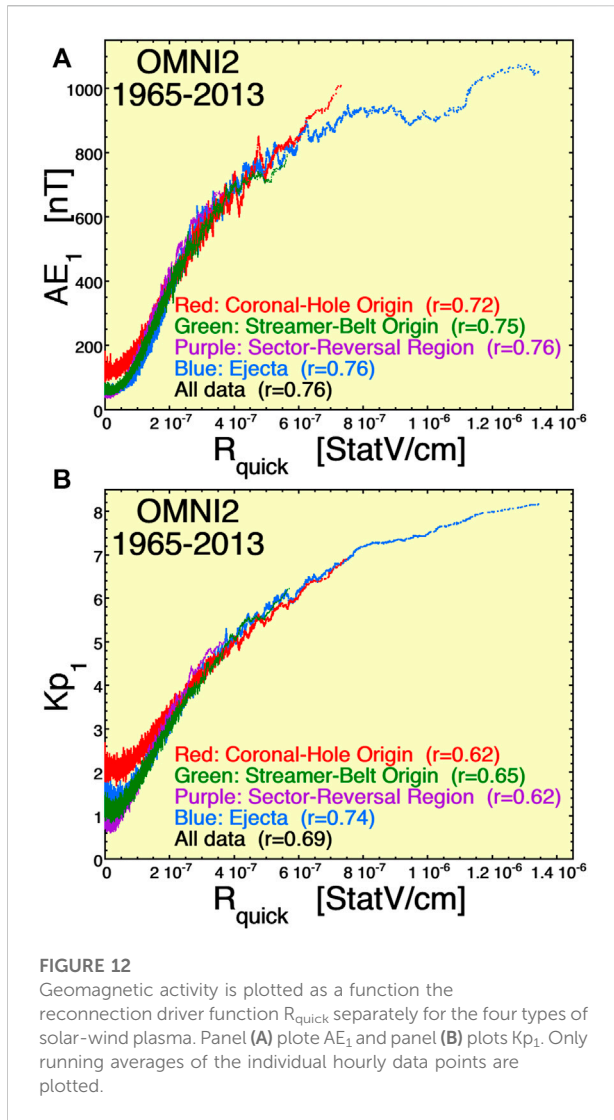 A
OMNI2
1965-2013
1000
800
600
400
200
0
AE1 [nT]
Red: Coronal-Hole Origin (r=0.72)
Green: Streamer-Belt Origin (r=0.75)
Purple: Sector-Reversal Region (r=0.76)
Blue: Ejecta (r=0.76)
All data (r=0.76)
0 2 10-7 4 10-7 6 10-7 8 10-7 1 10-6 1.2 10-6 1.4 10-6
Rquick [StatV/cm]
B
OMNI2
1965-2013
8
7
6
5
4
3
2
1
0
Kp1
Red: Coronal-Hole Origin (r=0.62)
Green: Streamer-Belt Origin (r=0.65)
Purple: Sector-Reversal Region (r=0.62)
Blue: Ejecta (r=0.74)
All data (r=0.69)
0 2 10-7 4 10-7 6 10-7 8 10-7 1 10-6 1.2 10-6 1.4 10-6
Rquick [StatV/cm]
FIGURE 12
Geomagnetic activity is plotted as a function the
reconnection driver function Rquick separately for the four types of
solar-wind plasma. Panel (A) plote AE1 and panel (B) plots Kp1. Only
running averages of the individual hourly data points are
plotted.